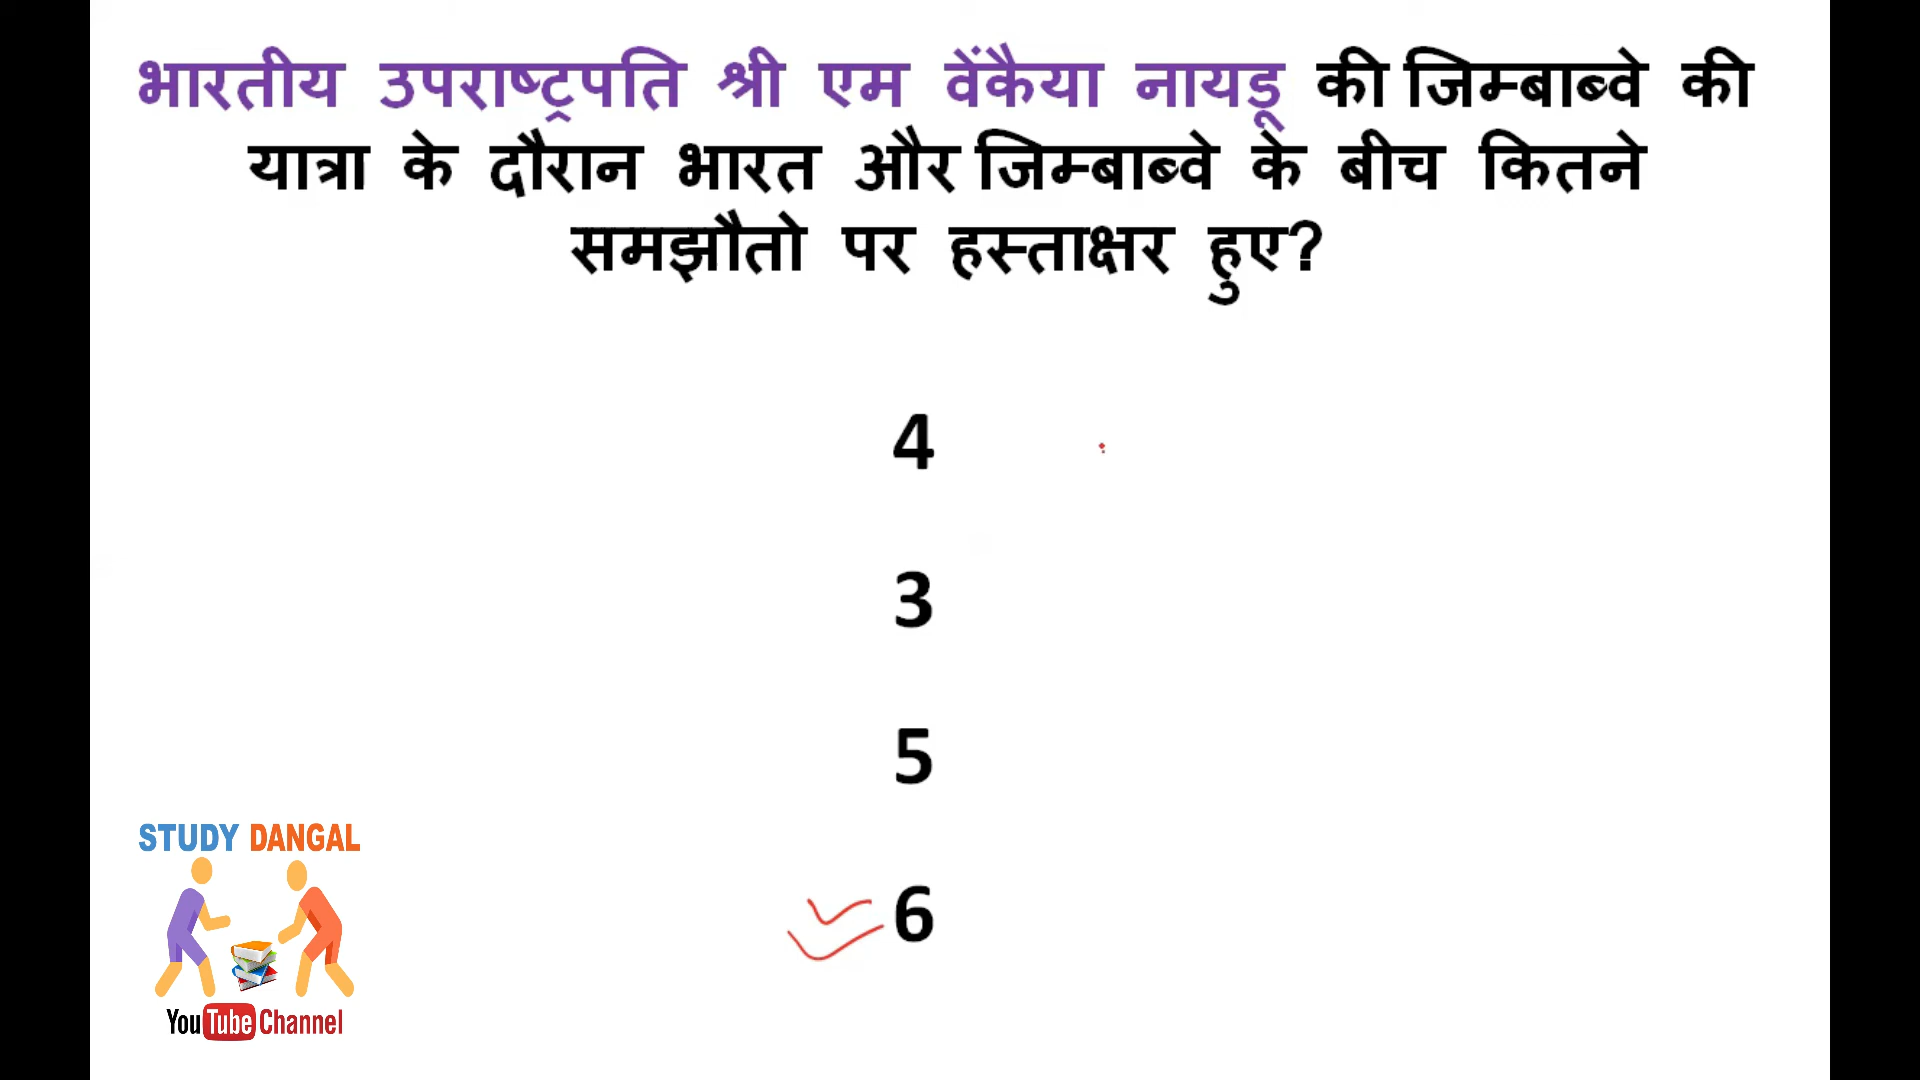 भारतीय उपराष्ट्रपति श्री एम वेंकैया नायडू की जिम्बाब्वे की
यात्रा के दौरान भारत और जिम्बाब्वे के बीच कितने
समझौतो पर हस्ताक्षर हुए?
4
3
5
6
STUDY DANGAL
YouTube Channel